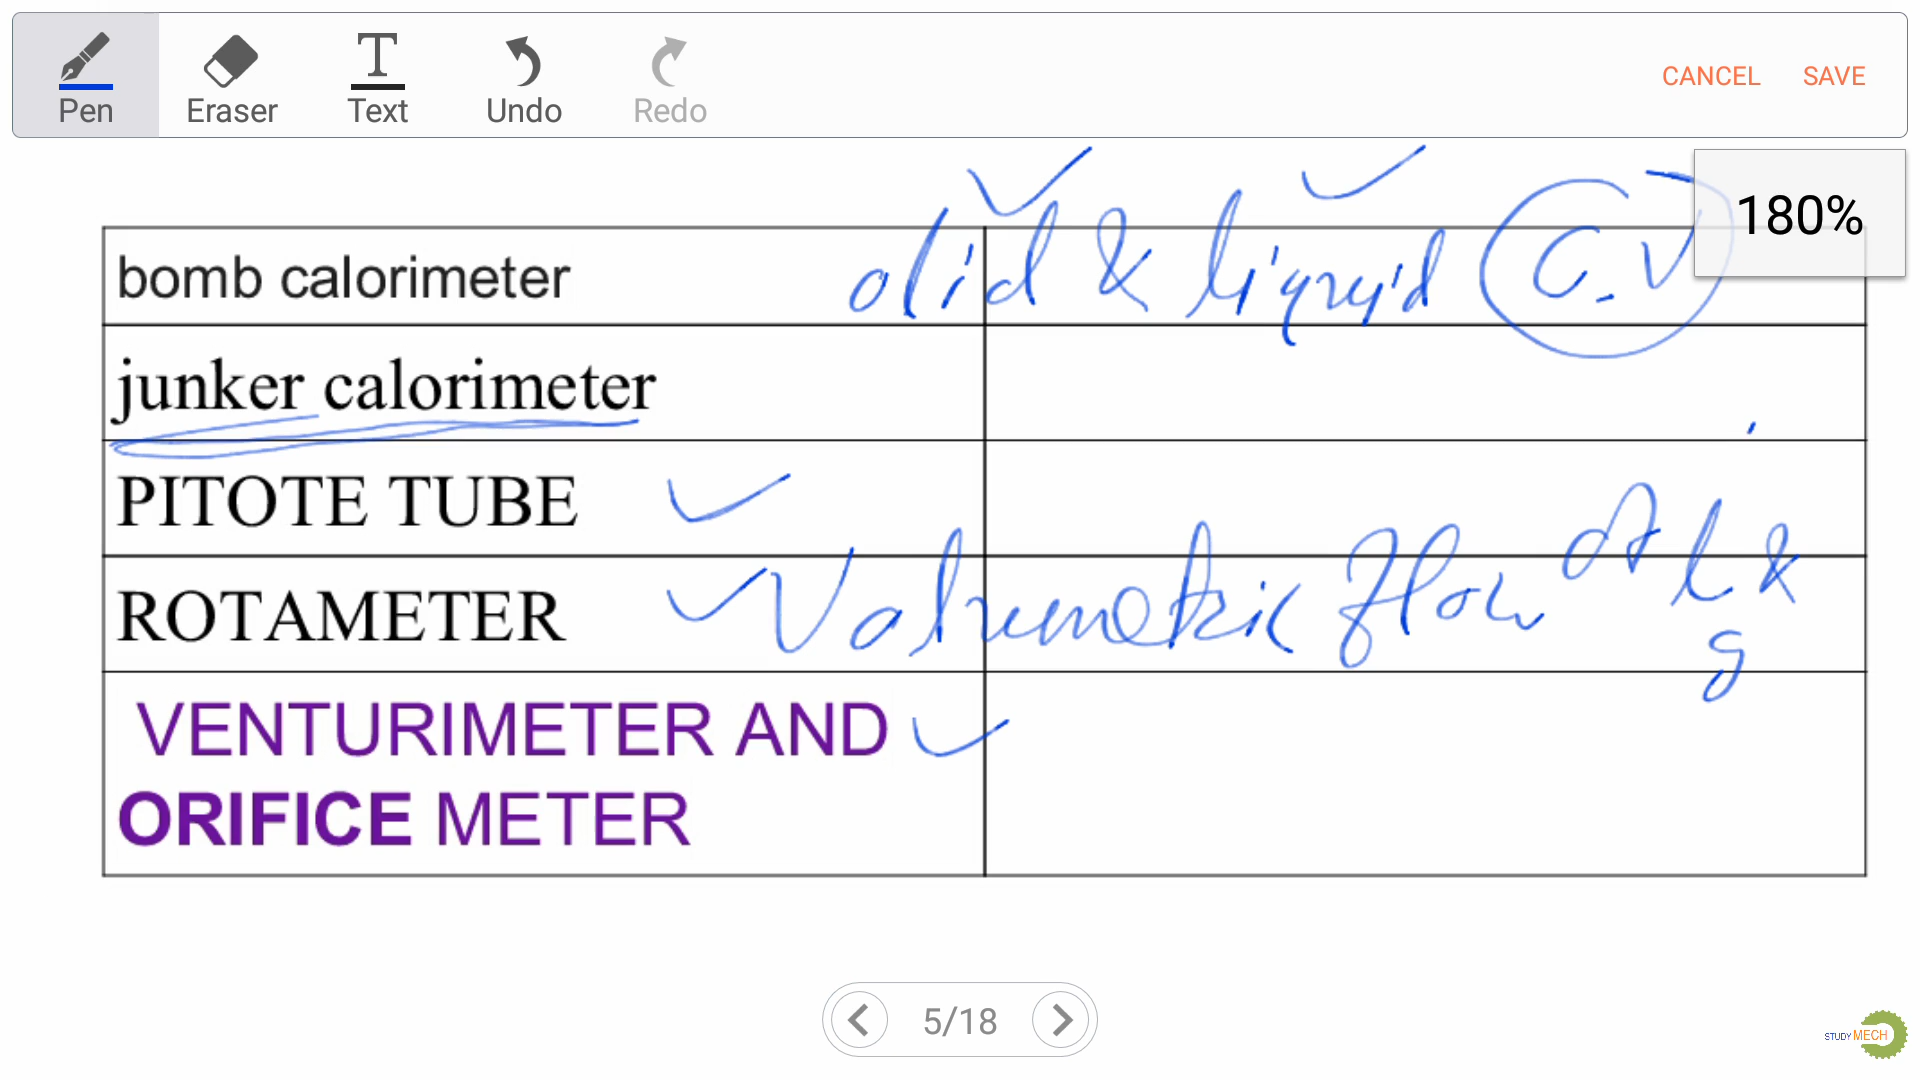 Pen Eraser Text Undo Redo CANCEL SAVE
180%
bomb calorimeter olid & liquid C.V
junker calorimeter
PITOTE TUBE
ROTAMETER Volumetric flow of l &
g
VENTURIMETER AND
ORIFICE METER
5/18
STUDY MECH